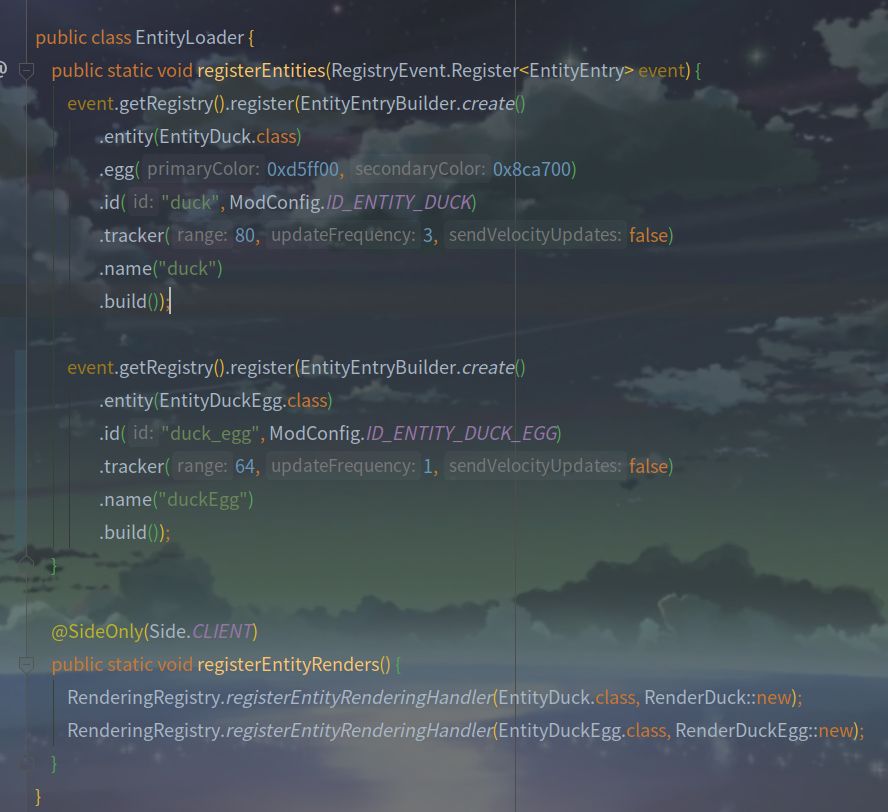 public class EntityLoader {
public static void registerEntities(RegistryEvent.Register<EntityEntry> event) {
event.getRegistry().register(EntityEntryBuilder.create()
.entity(EntityDuck.class)
.egg( primaryColor: 0xd5ff00, secondaryColor: 0x8ca700)
.id( id: "duck", ModConfig.ID_ENTITY_DUCK)
.tracker( range: 80, updateFrequency: 3, sendVelocityUpdates: false)
.name("duck")
.build());
event.getRegistry().register(EntityEntryBuilder.create()
.entity(EntityDuckEgg.class)
.id( id: "duck_egg", ModConfig.ID_ENTITY_DUCK_EGG)
.tracker( range: 64, updateFrequency: 1, sendVelocityUpdates: false)
.name("duckEgg")
.build());
}
@SideOnly(Side.CLIENT)
public static void registerEntityRenders() {
RenderingRegistry.registerEntityRenderingHandler(EntityDuck.class, RenderDuck::new);
RenderingRegistry.registerEntityRenderingHandler(EntityDuckEgg.class, RenderDuckEgg::new);
}
}